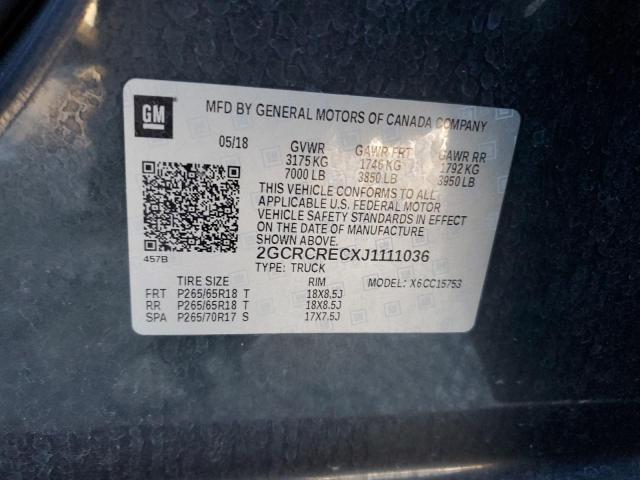 GM
MFD BY GENERAL MOTORS OF CANADA COMPANY
05/18 GVWR GAWR FRT GAWR RR
3175 KG 1746 KG 1792 KG
7000 LB 3850 LB 3950 LB
THIS VEHICLE CONFORMS TO ALL
APPLICABLE U.S. FEDERAL MOTOR
VEHICLE SAFETY STANDARDS IN EFFECT
ON THE DATE OF MANUFACTURE
SHOWN ABOVE.
457B 2GCRCRECXJ1111036
TYPE: TRUCK MODEL: X6CC15753
TIRE SIZE RIM
FRT P265/65R18 T 18X8.5J
RR P265/65R18 T 18X8.5J
SPA P265/70R17 S 17X7.5J